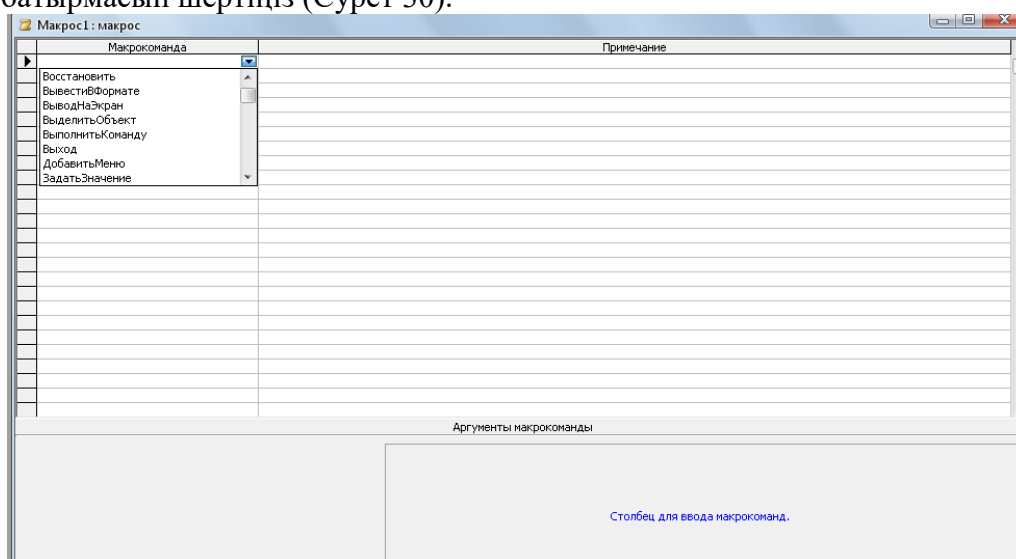 батырмасын шертіңіз (Сурет 30).
Макрос1 : макрос
Макрокоманда Примечание
Восстановить
ВывестиВФормате
ВыводНаЭкран
ВыделитьОбъект
ВыполнитьКоманду
Выход
ДобавитьМеню
ЗадатьЗначение
Аргументы макрокоманды
Столбец для ввода макрокоманд.